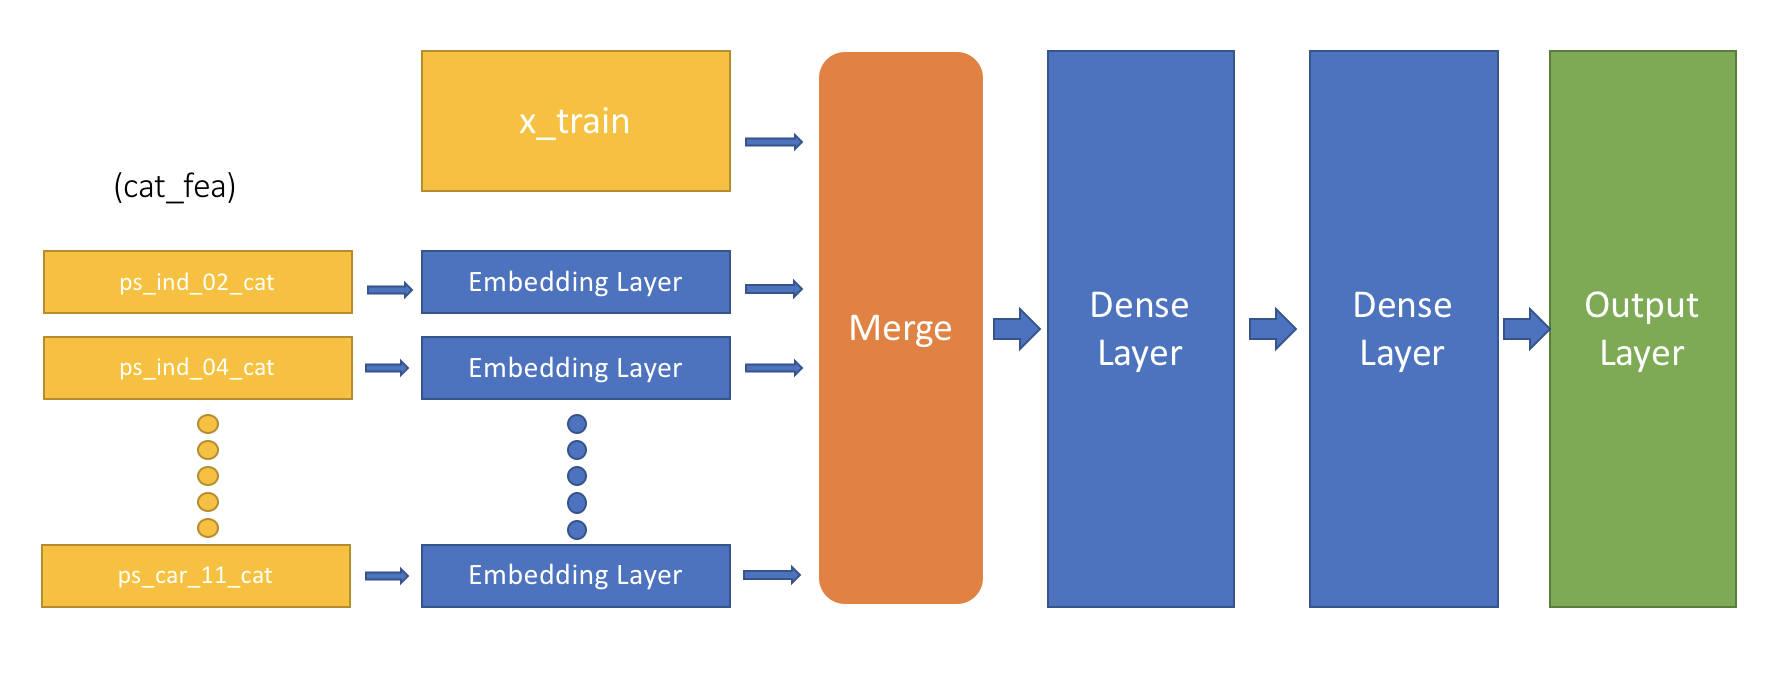 x_train
(cat_fea)
ps_ind_02_cat
Embedding Layer
ps_ind_04_cat
Embedding Layer
ps_car_11_cat
Embedding Layer
Merge
Dense
Layer
Dense
Layer
Output
Layer